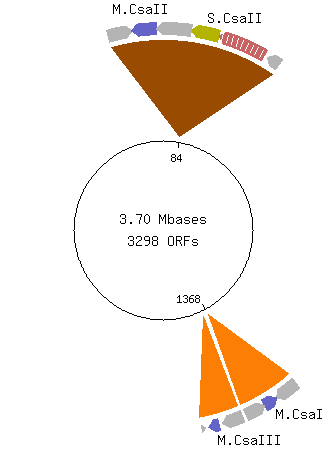 M.CsaII
S.CsaII
84
3.70 Mbases
3298 ORFs
1368
M.CsaI
M.CsaIII